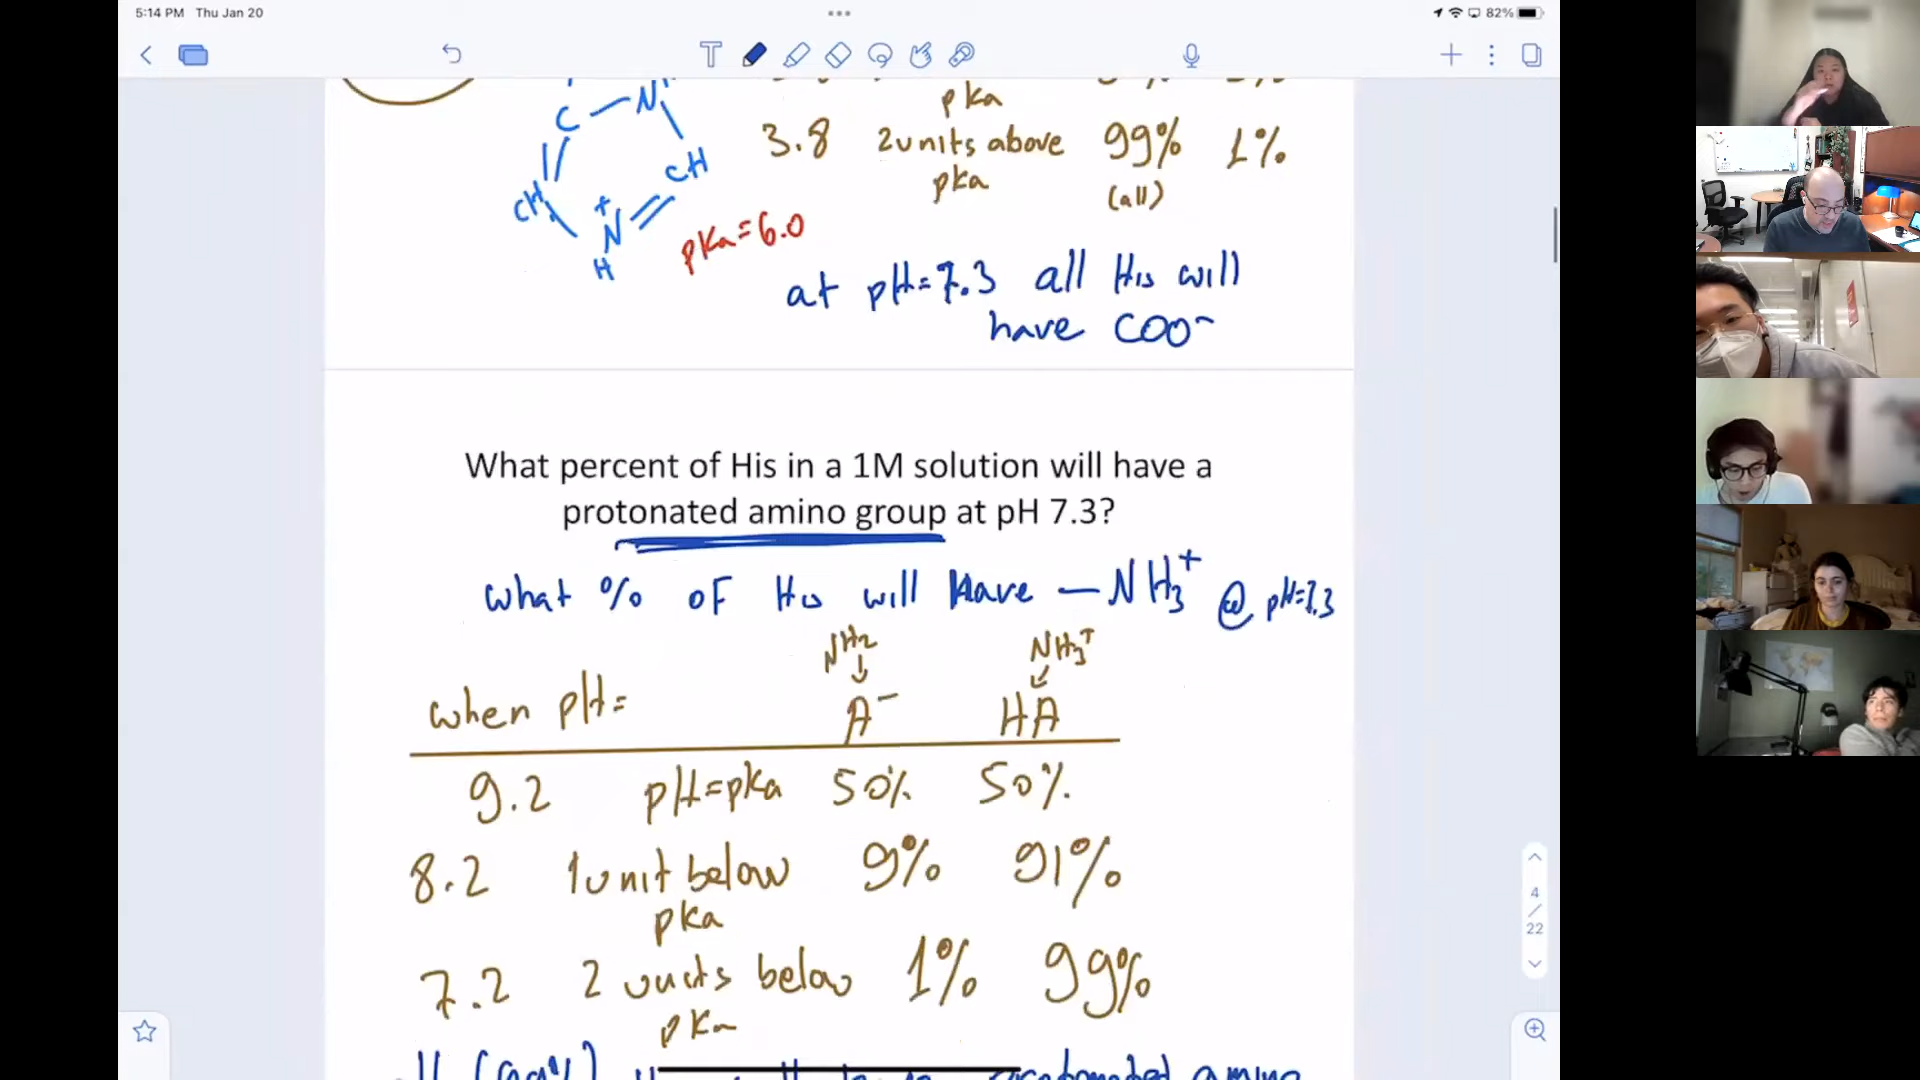 5:14 PM Thu Jan 20
82%
pka
3.8 2units above 99% 1%
pka (all)
C N
CH
CH
+
N
H
pKa=6.0
at pH=7.3 all His will
have COO-
What percent of His in a 1M solution will have a
protonated amino group at pH 7.3?
what % of His will have -NH3+ @ pH=7.3
NH2 NH3+
when pH= A- HA
9.2 pH=pka 50% 50%
8.2 1unit below 9% 91%
pka
7.2 2 units below 1% 99%
pka
4
/
22